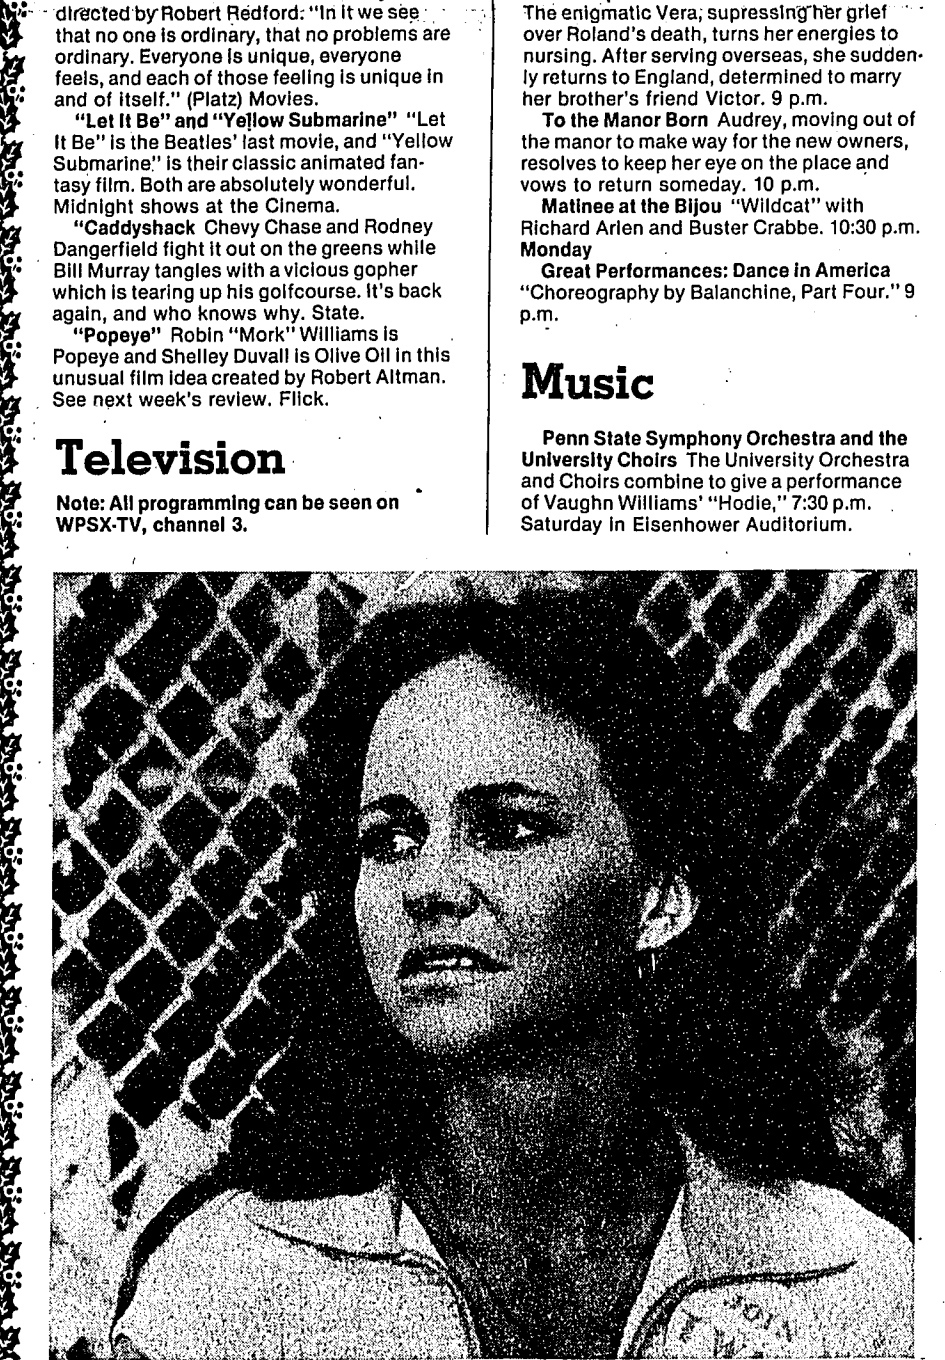 directed by Robert Redford: "In it we see
that no one is ordinary, that no problems are
ordinary. Everyone is unique, everyone
feels, and each of those feeling is unique in
and of itself." (Platz) Movies.
"Let It Be" and "Yellow Submarine" "Let
It Be" is the Beatles' last movie, and "Yellow
Submarine" is their classic animated fan-
tasy film. Both are absolutely wonderful.
Midnight shows at the Cinema.
"Caddyshack Chevy Chase and Rodney
Dangerfield fight it out on the greens while
Bill Murray tangles with a vicious gopher
which is tearing up his golfcourse. It's back
again, and who knows why. State.
"Popeye" Robin "Mork" Williams is
Popeye and Shelley Duvall is Olive Oil in this
unusual film idea created by Robert Altman.
See next week's review. Flick.
Television
Note: All programming can be seen on
WPSX-TV, channel 3.
The enigmatic Vera, supressing her grief
over Roland's death, turns her energies to
nursing. After serving overseas, she sudden-
ly returns to England, determined to marry
her brother's friend Victor. 9 p.m.
To the Manor Born Audrey, moving out of
the manor to make way for the new owners,
resolves to keep her eye on the place and
vows to return someday. 10 p.m.
Matinee at the Bijou "Wildcat" with
Richard Arlen and Buster Crabbe. 10:30 p.m.
Monday
Great Performances: Dance in America
"Choreography by Balanchine, Part Four." 9
p.m.
Music
Penn State Symphony Orchestra and the
University Choirs The University Orchestra
and Choirs combine to give a performance
of Vaughn Williams' "Hodie," 7:30 p.m.
Saturday in Eisenhower Auditorium.
JOIN